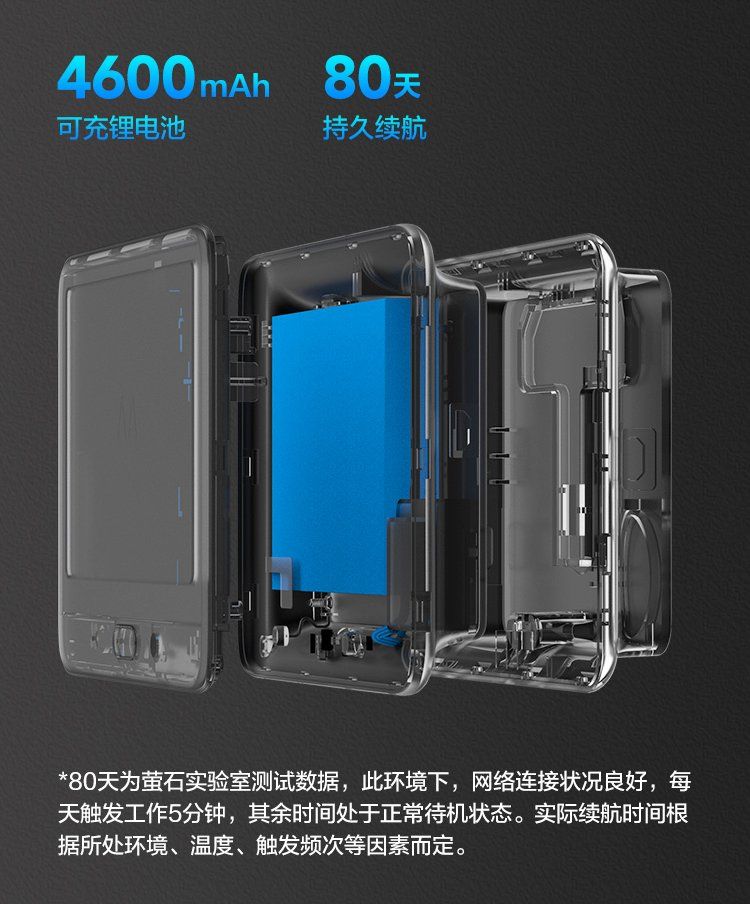 4600mAh 80天
可充锂电池 持久续航
*80天为萤石实验室测试数据，此环境下，网络连接状况良好，每
天触发工作5分钟，其余时间处于正常待机状态。实际续航时间根
据所处环境、温度、触发频次等因素而定。